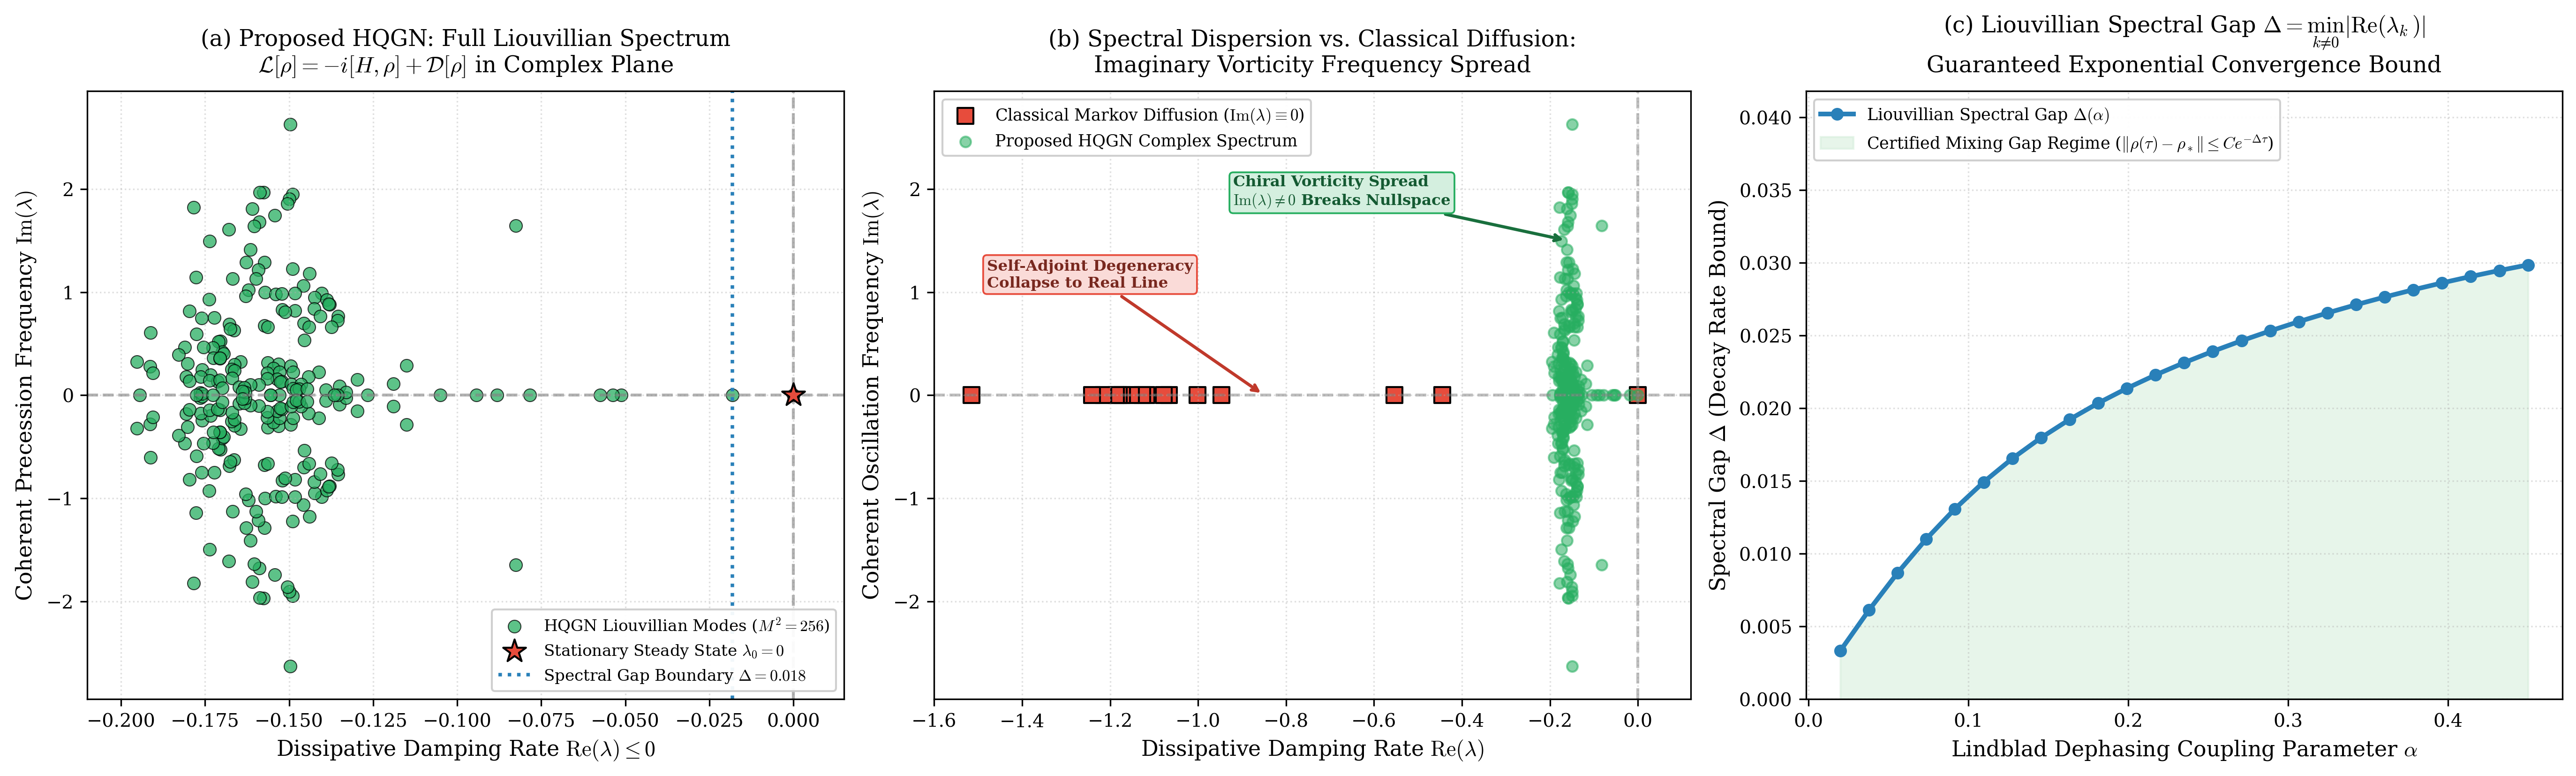 (a) Proposed HQGN: Full Liouvillian Spectrum
ℒ[ρ] = −i[H, ρ] + 𝒟[ρ] in Complex Plane
Coherent Precession Frequency Im(λ)
2
1
0
−1
−2
HQGN Liouvillian Modes (M² = 256)
Stationary Steady State λ₀ = 0
Spectral Gap Boundary Δ = 0.018
−0.200 −0.175 −0.150 −0.125 −0.100 −0.075 −0.050 −0.025 0.000
Dissipative Damping Rate Re(λ) ≤ 0
(b) Spectral Dispersion vs. Classical Diffusion:
Imaginary Vorticity Frequency Spread
Coherent Oscillation Frequency Im(λ)
Classical Markov Diffusion (Im(λ) ≡ 0)
Proposed HQGN Complex Spectrum
Chiral Vorticity Spread
Im(λ) ≠ 0 Breaks Nullspace
Self-Adjoint Degeneracy
Collapse to Real Line
2
1
0
−1
−2
−1.6 −1.4 −1.2 −1.0 −0.8 −0.6 −0.4 −0.2 0.0
Dissipative Damping Rate Re(λ)
(c) Liouvillian Spectral Gap Δ = min k≠0 |Re(λₖ)|
Guaranteed Exponential Convergence Bound
Spectral Gap Δ (Decay Rate Bound)
Liouvillian Spectral Gap Δ(α)
Certified Mixing Gap Regime (‖ρ(τ) − ρ*‖ ≤ Ce^{−Δτ})
0.040
0.035
0.030
0.025
0.020
0.015
0.010
0.005
0.000
0.0 0.1 0.2 0.3 0.4
Lindblad Dephasing Coupling Parameter α